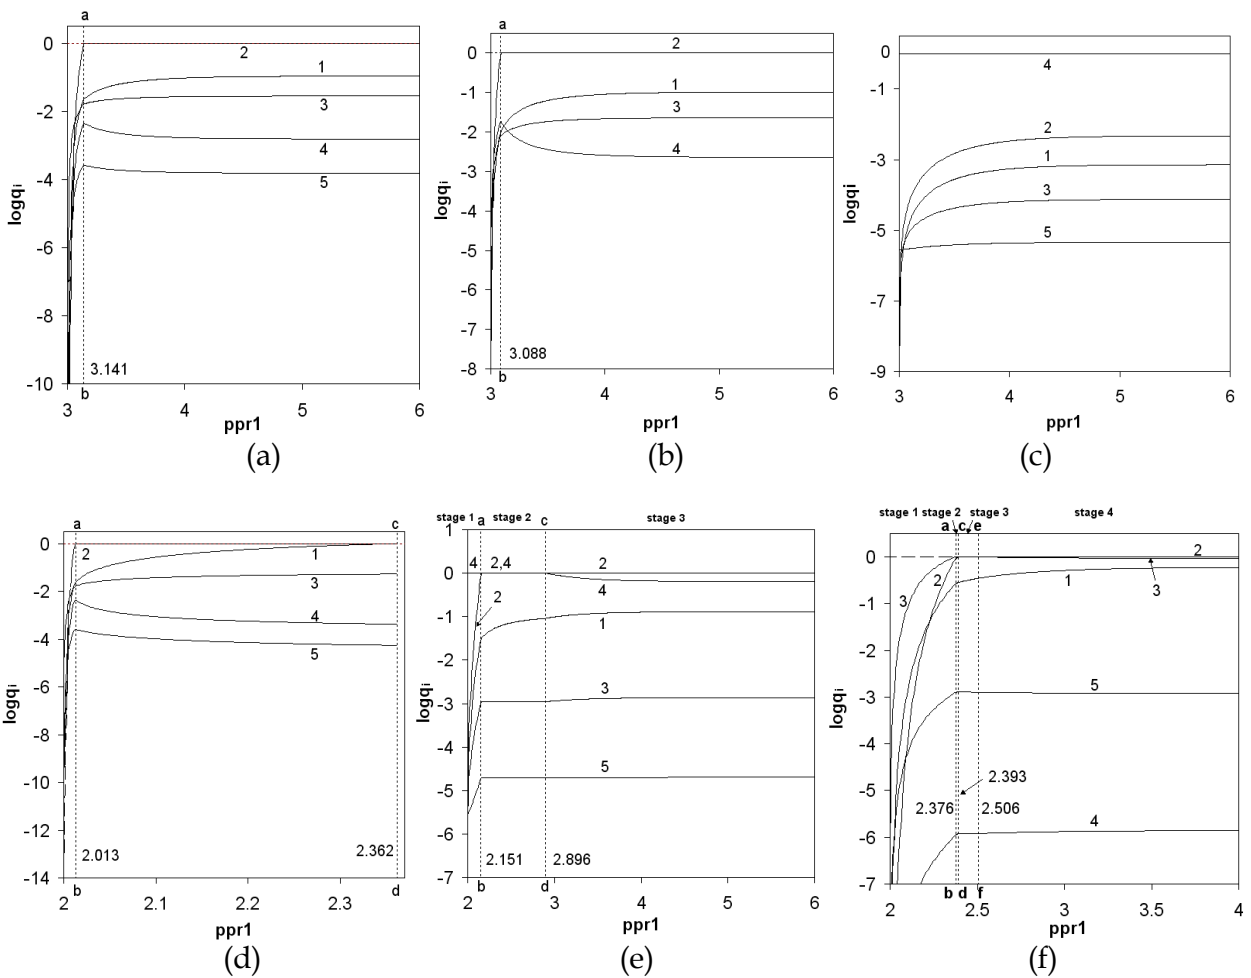 a
0
-2
-4
-6
-8
-10
logqi
2
1
3
4
5
3.141
b
3 4 5 6
ppr1
(a)
a
0
-1
-2
-3
-4
-5
-6
-7
-8
logqi
2
1
3
4
3.088
b
3 4 5 6
ppr1
(b)
0
-1
-3
-5
-7
-9
logqi
4
2
1
3
5
3 4 5 6
ppr1
(c)
a c
0
-2
-4
-6
-8
-10
-12
-14
logqi
2 1
3
4
5
2.013 2.362
b d
2 2.1 2.2 2.3
ppr1
(d)
stage 1 a stage 2 c stage 3
1
0
-1
-2
-3
-4
-5
-6
-7
logqi
4 2,4 2
2 4
1
3
5
2.151 2.896
b d
2 3 4 5 6
ppr1
(e)
stage 1 stage 2 stage 3 stage 4
a c e
0
-1
-2
-3
-4
-5
-6
-7
logqi
2
3 2 1 3
5
2.393
2.376 2.506
4
b d f
2 2.5 3 3.5 4
ppr1
(f)